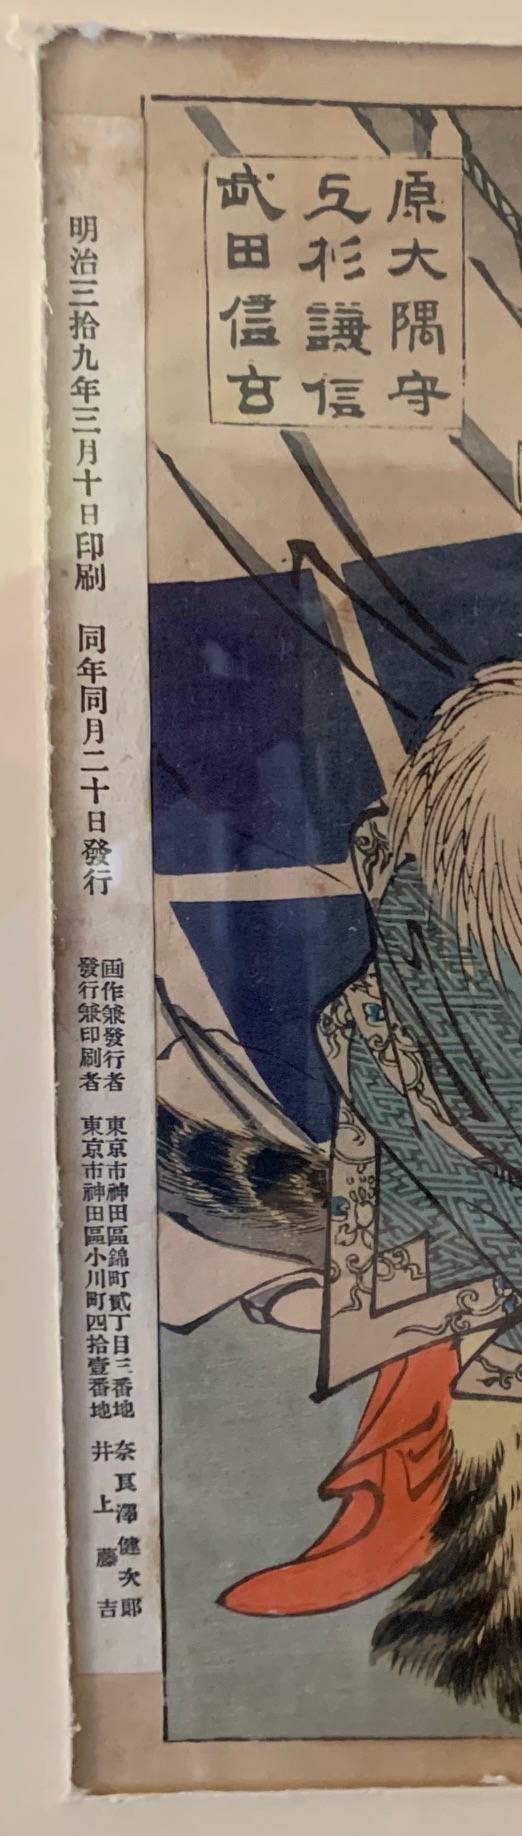 原大隅守
上杉謙信
武田信玄
明治三拾九年三月十日印刷　同年同月二十日發行
画作兼發行者　東京市神田區錦町貳丁目三番地　奈良澤健次郎
發行兼印刷者　東京市神田區小川町四拾壹番地　井上藤吉